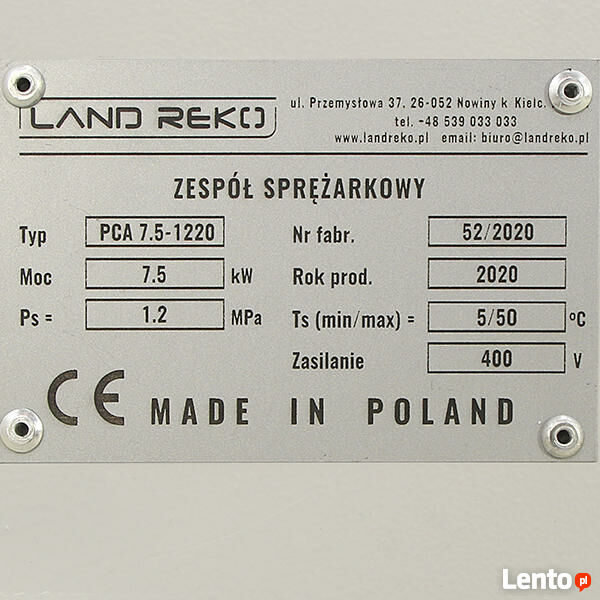 LAND REKO
ul. Przemysłowa 37, 26-052 Nowiny k Kielc.
tel. -48 539 033 033
www.landreko.pl email: biuro@landreko.pl
ZESPÓŁ SPRĘŻARKOWY
Typ PCA 7.5-1220 Nr fabr. 52/2020
Moc 7.5 kW Rok prod. 2020
Ps = 1.2 MPa Ts (min/max) = 5/50 °C
Zasilanie 400 V
CE MADE IN POLAND
Lento.pl